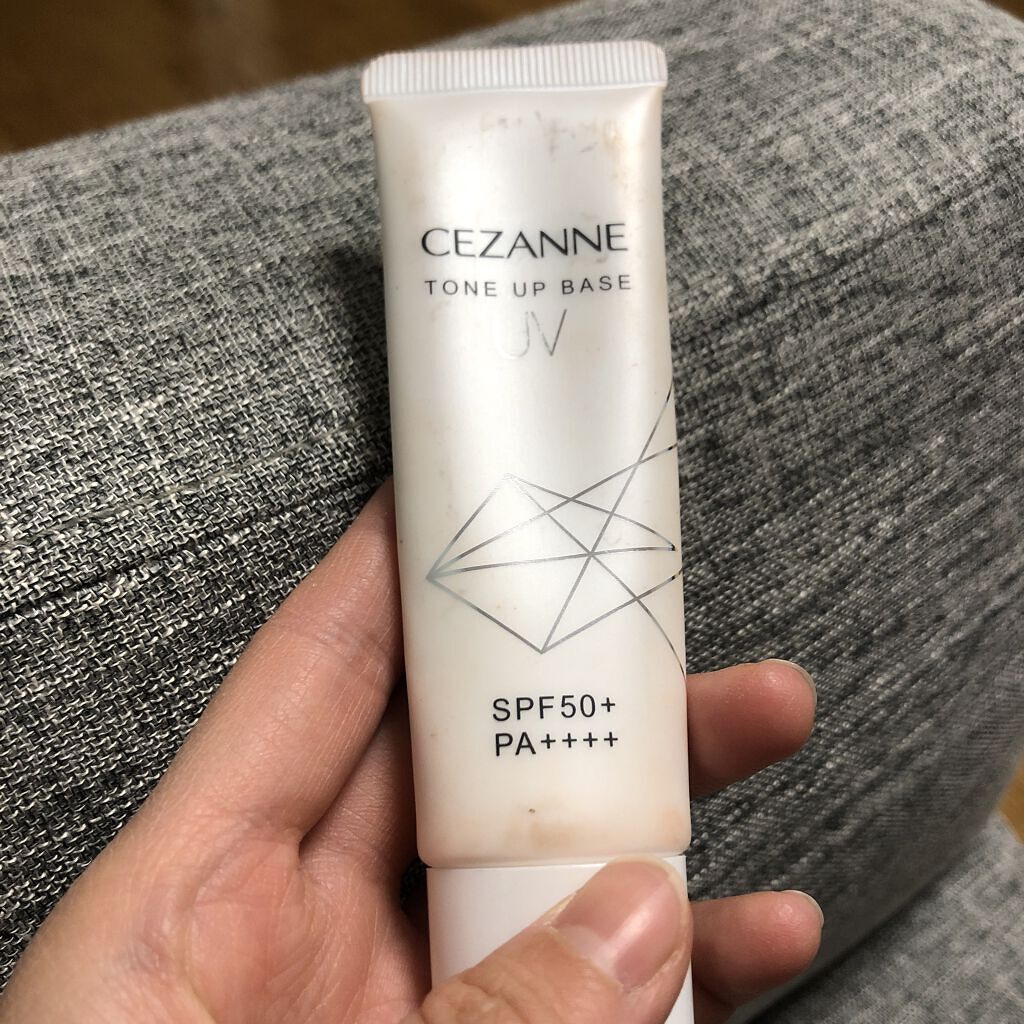 CEZANNE
TONE UP BASE
UV
SPF50+
PA++++